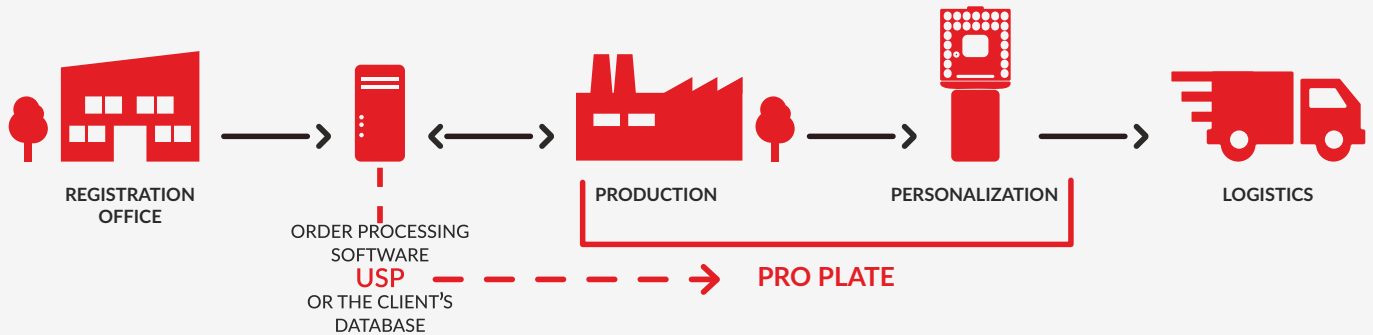 REGISTRATION
OFFICE
ORDER PROCESSING
SOFTWARE
USP
OR THE CLIENT'S
DATABASE
PRODUCTION
PERSONALIZATION
PRO PLATE
LOGISTICS